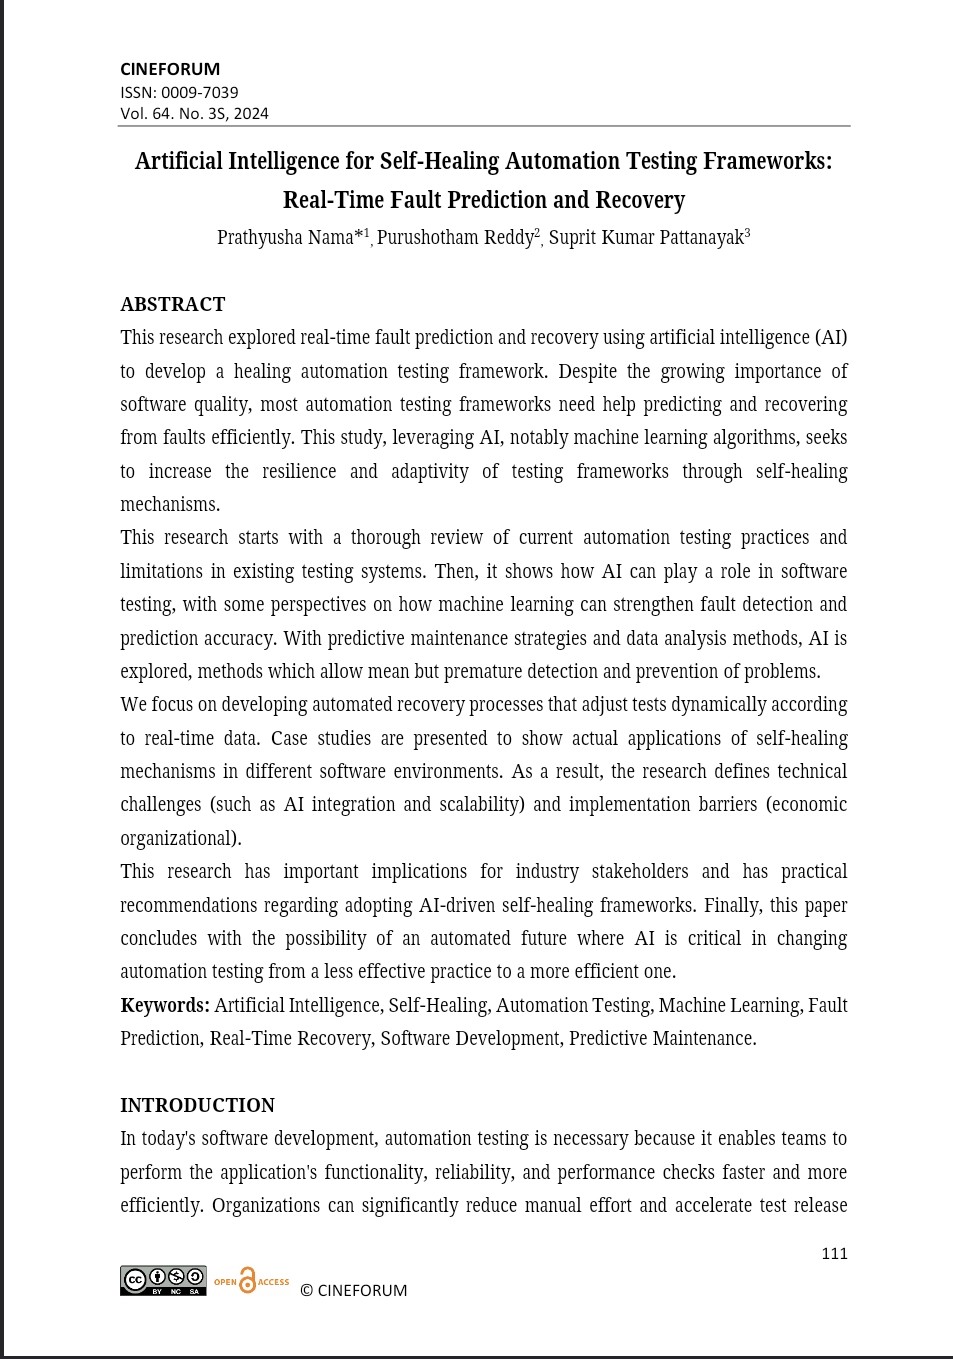 CINEFORUM
ISSN: 0009-7039
Vol. 64. No. 3S, 2024
Artificial Intelligence for Self-Healing Automation Testing Frameworks:
Real-Time Fault Prediction and Recovery
Prathyusha Nama*1, Purushotham Reddy2, Suprit Kumar Pattanayak3
ABSTRACT
This research explored real-time fault prediction and recovery using artificial intelligence (AI)
to develop a healing automation testing framework. Despite the growing importance of
software quality, most automation testing frameworks need help predicting and recovering
from faults efficiently. This study, leveraging AI, notably machine learning algorithms, seeks
to increase the resilience and adaptivity of testing frameworks through self-healing
mechanisms.
This research starts with a thorough review of current automation testing practices and
limitations in existing testing systems. Then, it shows how AI can play a role in software
testing, with some perspectives on how machine learning can strengthen fault detection and
prediction accuracy. With predictive maintenance strategies and data analysis methods, AI is
explored, methods which allow mean but premature detection and prevention of problems.
We focus on developing automated recovery processes that adjust tests dynamically according
to real-time data. Case studies are presented to show actual applications of self-healing
mechanisms in different software environments. As a result, the research defines technical
challenges (such as AI integration and scalability) and implementation barriers (economic
organizational).
This research has important implications for industry stakeholders and has practical
recommendations regarding adopting AI-driven self-healing frameworks. Finally, this paper
concludes with the possibility of an automated future where AI is critical in changing
automation testing from a less effective practice to a more efficient one.
Keywords: Artificial Intelligence, Self-Healing, Automation Testing, Machine Learning, Fault
Prediction, Real-Time Recovery, Software Development, Predictive Maintenance.
INTRODUCTION
In today's software development, automation testing is necessary because it enables teams to
perform the application's functionality, reliability, and performance checks faster and more
efficiently. Organizations can significantly reduce manual effort and accelerate test release
111
CC BY NC SA OPEN ACCESS © CINEFORUM